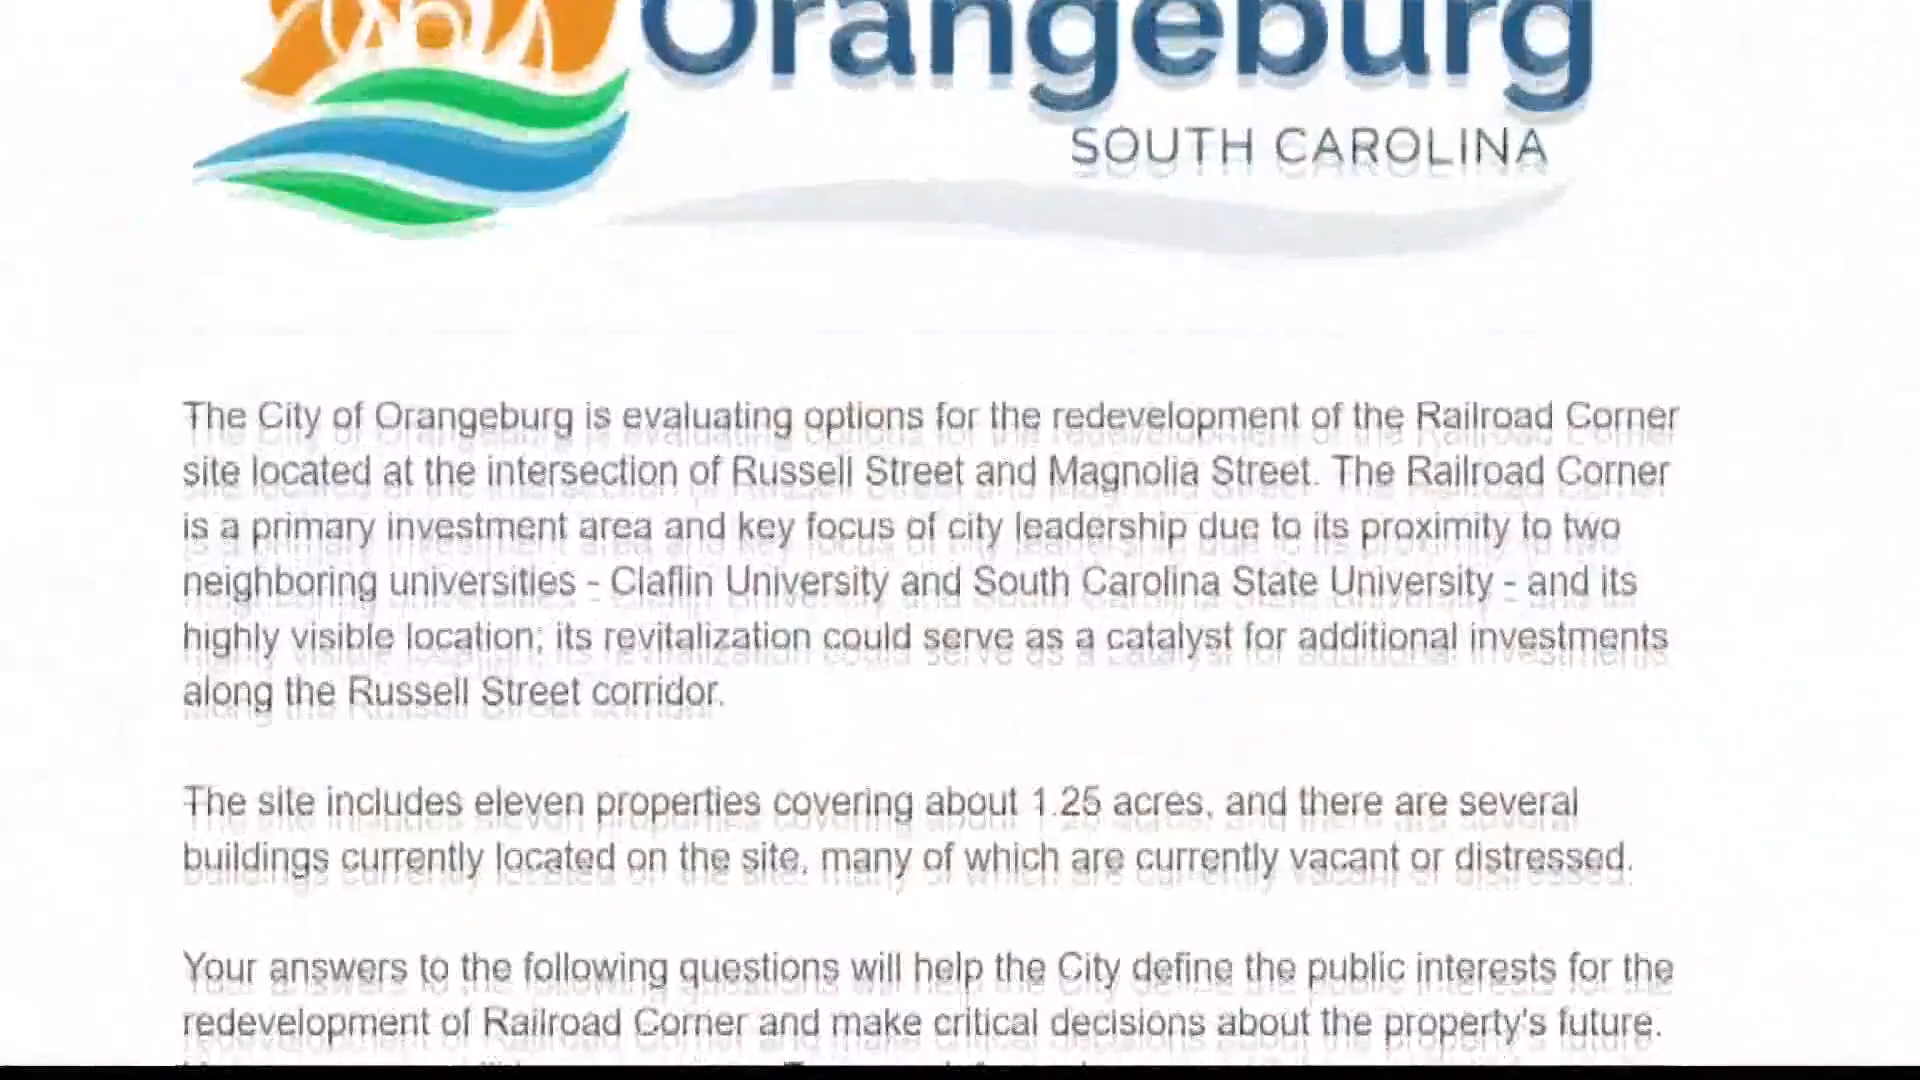 Orangeburg
SOUTH CAROLINA
The City of Orangeburg is evaluating options for the redevelopment of the Railroad Corner
site located at the intersection of Russell Street and Magnolia Street. The Railroad Corner
is a primary investment area and key focus of city leadership due to its proximity to two
neighboring universities - Claflin University and South Carolina State University - and its
highly visible location; its revitalization could serve as a catalyst for additional investments
along the Russell Street corridor.
The site includes eleven properties covering about 1.25 acres, and there are several
buildings currently located on the site, many of which are currently vacant or distressed.
Your answers to the following questions will help the City define the public interests for the
redevelopment of Railroad Corner and make critical decisions about the property's future.